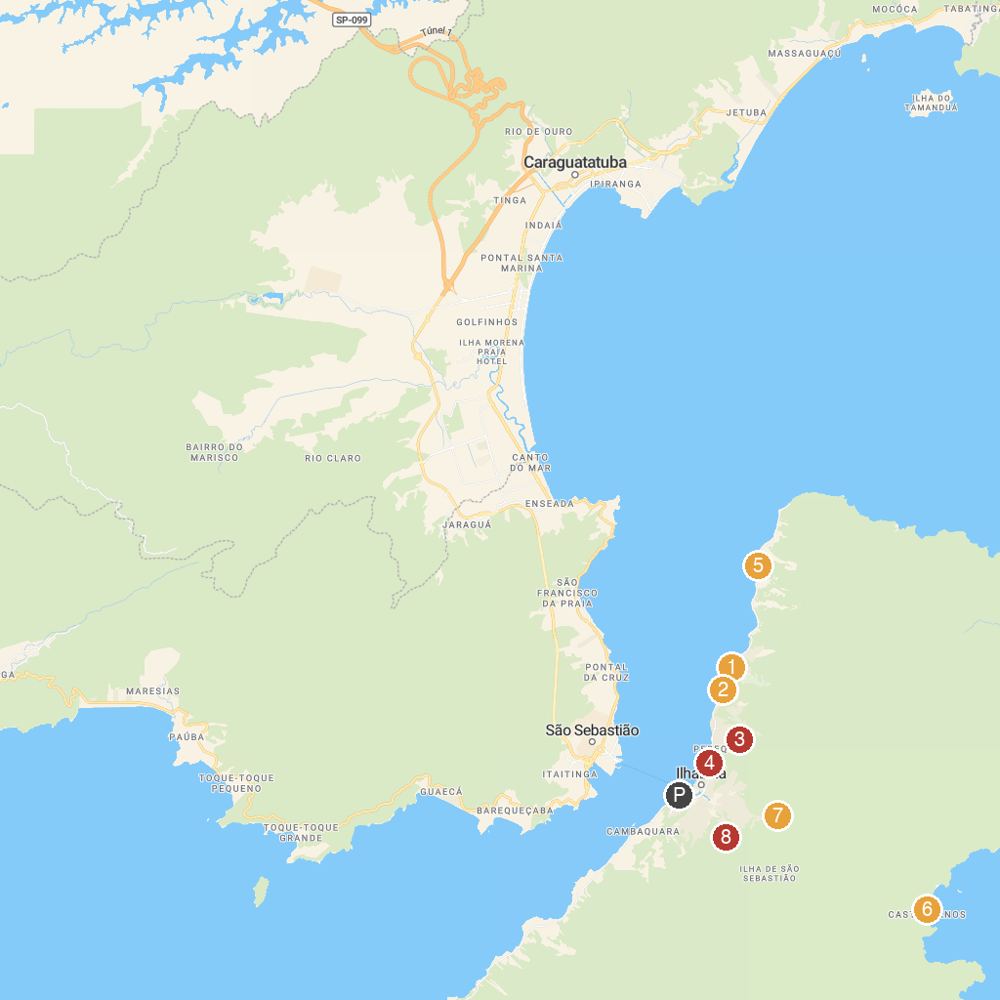 MOCÓCA
TABATINGA
SP-099
Túnel 1
MASSAGUAÇÚ
ILHA DO
TAMANDUÁ
JETUBA
RIO DE OURO
Caraguatatuba
IPIRANGA
TINGA
INDAIÁ
PONTAL SANTA
MARINA
GOLFINHOS
ILHA MORENA
PRAIA
HOTEL
BAIRRO DO
MARISCO
RIO CLARO
CANTO
DO MAR
ENSEADA
JARAGUÁ
5
SÃO
FRANCISCO
DA PRAIA
1
GA
PONTAL
DA CRUZ
2
MARESIAS
São Sebastião
PAÚBA
3
4
ITAITINGA
TOQUE-TOQUE
PEQUENO
GUAECÁ
P
BAREQUEÇABA
7
TOQUE-TOQUE
GRANDE
CAMBAQUARA
8
ILHA DE SÃO
SEBASTIÃO
6